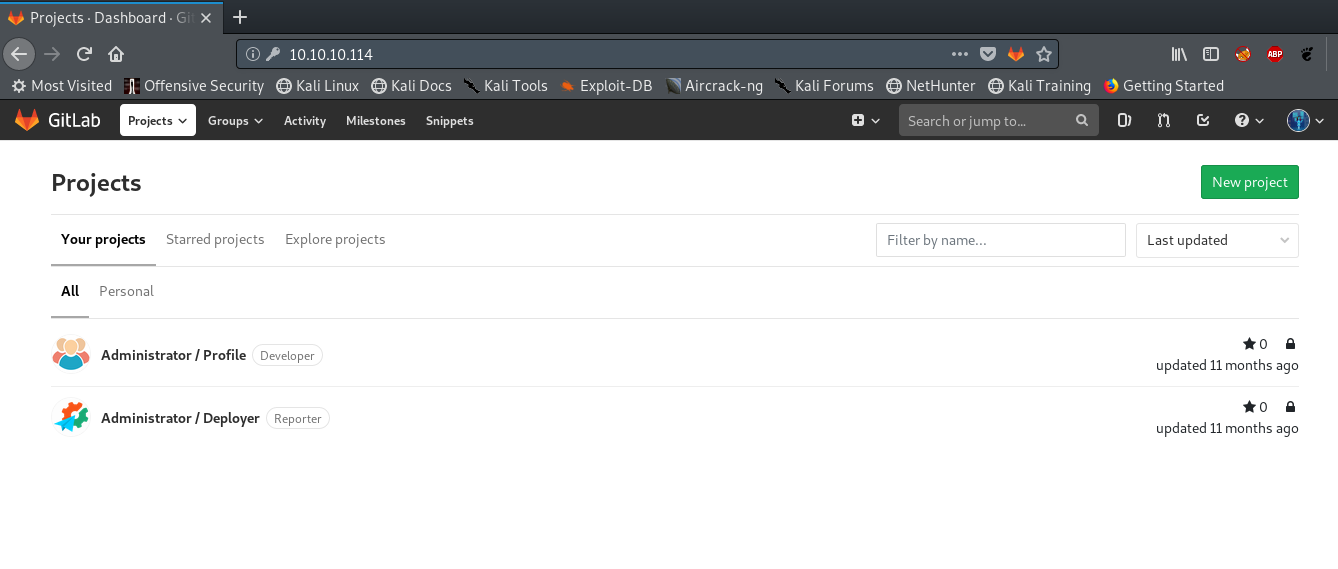 Projects · Dashboard · Git
10.10.10.114
ABP
Most Visited Offensive Security Kali Linux Kali Docs Kali Tools Exploit-DB Aircrack-ng Kali Forums NetHunter Kali Training Getting Started
GitLab Projects Groups Activity Milestones Snippets Search or jump to...
Projects
New project
Your projects Starred projects Explore projects Filter by name... Last updated
All Personal
Administrator / Profile Developer 0
updated 11 months ago
Administrator / Deployer Reporter 0
updated 11 months ago